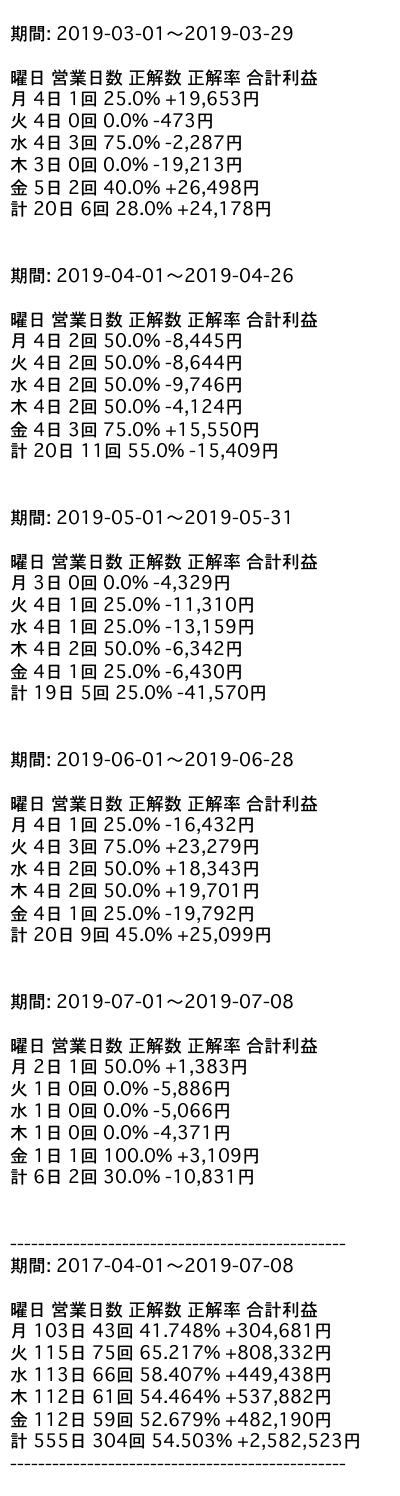 期間: 2019-03-01〜2019-03-29
曜日 営業日数 正解数 正解率 合計利益
月 4日 1回 25.0% +19,653円
火 4日 0回 0.0% -473円
水 4日 3回 75.0% -2,287円
木 3日 0回 0.0% -19,213円
金 5日 2回 40.0% +26,498円
計 20日 6回 28.0% +24,178円
期間: 2019-04-01〜2019-04-26
曜日 営業日数 正解数 正解率 合計利益
月 4日 2回 50.0% -8,445円
火 4日 2回 50.0% -8,644円
水 4日 2回 50.0% -9,746円
木 4日 2回 50.0% -4,124円
金 4日 3回 75.0% +15,550円
計 20日 11回 55.0% -15,409円
期間: 2019-05-01〜2019-05-31
曜日 営業日数 正解数 正解率 合計利益
月 3日 0回 0.0% -4,329円
火 4日 1回 25.0% -11,310円
水 4日 1回 25.0% -13,159円
木 4日 2回 50.0% -6,342円
金 4日 1回 25.0% -6,430円
計 19日 5回 25.0% -41,570円
期間: 2019-06-01〜2019-06-28
曜日 営業日数 正解数 正解率 合計利益
月 4日 1回 25.0% -16,432円
火 4日 3回 75.0% +23,279円
水 4日 2回 50.0% +18,343円
木 4日 2回 50.0% +19,701円
金 4日 1回 25.0% -19,792円
計 20日 9回 45.0% +25,099円
期間: 2019-07-01〜2019-07-08
曜日 営業日数 正解数 正解率 合計利益
月 2日 1回 50.0% +1,383円
火 1日 0回 0.0% -5,886円
水 1日 0回 0.0% -5,066円
木 1日 0回 0.0% -4,371円
金 1日 1回 100.0% +3,109円
計 6日 2回 30.0% -10,831円
------------------------------------------------
期間: 2017-04-01〜2019-07-08
曜日 営業日数 正解数 正解率 合計利益
月 103日 43回 41.748% +304,681円
火 115日 75回 65.217% +808,332円
水 113日 66回 58.407% +449,438円
木 112日 61回 54.464% +537,882円
金 112日 59回 52.679% +482,190円
計 555日 304回 54.503% +2,582,523円
------------------------------------------------